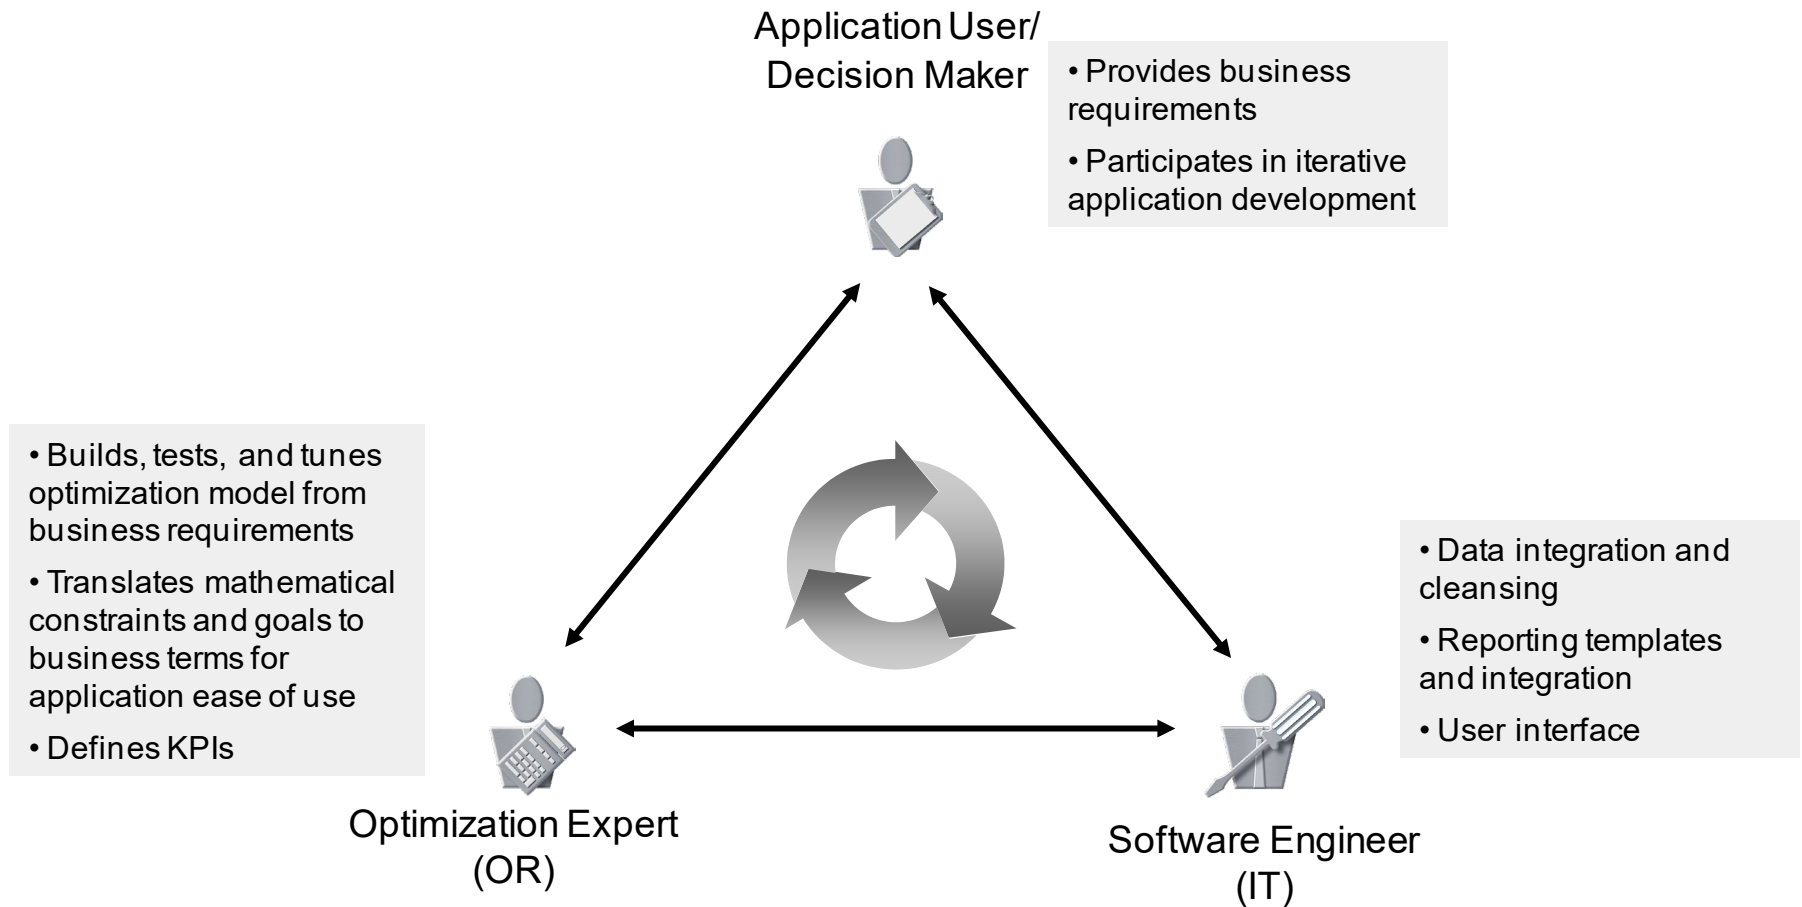 Application User/
Decision Maker
• Provides business
requirements
• Participates in iterative
application development
• Builds, tests, and tunes
optimization model from
business requirements
• Translates mathematical
constraints and goals to
business terms for
application ease of use
• Defines KPIs
• Data integration and
cleansing
• Reporting templates
and integration
• User interface
Optimization Expert
(OR)
Software Engineer
(IT)